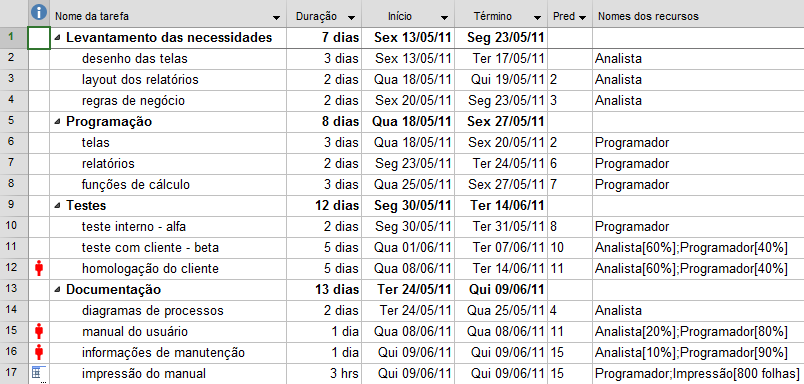 Nome da tarefa Duração Início Término Pred Nomes dos recursos
1 Levantamento das necessidades 7 dias Sex 13/05/11 Seg 23/05/11
2 desenho das telas 3 dias Sex 13/05/11 Ter 17/05/11 Analista
3 layout dos relatórios 2 dias Qua 18/05/11 Qui 19/05/11 2 Analista
4 regras de negócio 2 dias Sex 20/05/11 Seg 23/05/11 3 Analista
5 Programação 8 dias Qua 18/05/11 Sex 27/05/11
6 telas 3 dias Qua 18/05/11 Sex 20/05/11 2 Programador
7 relatórios 2 dias Seg 23/05/11 Ter 24/05/11 6 Programador
8 funções de cálculo 3 dias Qua 25/05/11 Sex 27/05/11 7 Programador
9 Testes 12 dias Seg 30/05/11 Ter 14/06/11
10 teste interno - alfa 2 dias Seg 30/05/11 Ter 31/05/11 8 Programador
11 teste com cliente - beta 5 dias Qua 01/06/11 Ter 07/06/11 10 Analista[60%];Programador[40%]
12 homologação do cliente 5 dias Qua 08/06/11 Ter 14/06/11 11 Analista[60%];Programador[40%]
13 Documentação 13 dias Ter 24/05/11 Qui 09/06/11
14 diagramas de processos 2 dias Ter 24/05/11 Qua 25/05/11 4 Analista
15 manual do usuário 1 dia Qua 08/06/11 Qua 08/06/11 11 Analista[20%];Programador[80%]
16 informações de manutenção 1 dia Qui 09/06/11 Qui 09/06/11 15 Analista[10%];Programador[90%]
17 impressão do manual 3 hrs Qui 09/06/11 Qui 09/06/11 15 Programador;Impressão[800 folhas]